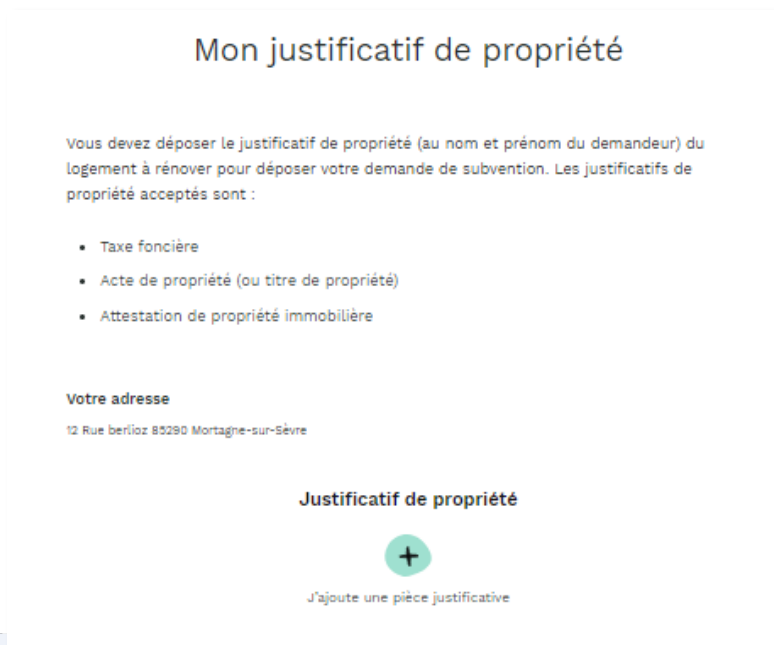 Mon justificatif de propriété
Vous devez déposer le justificatif de propriété (au nom et prénom du demandeur) du
logement à rénover pour déposer votre demande de subvention. Les justificatifs de
propriété acceptés sont :
• Taxe foncière
• Acte de propriété (ou titre de propriété)
• Attestation de propriété immobilière
Votre adresse
12 Rue berlioz 85290 Mortagne-sur-Sèvre
Justificatif de propriété
+
J'ajoute une pièce justificative